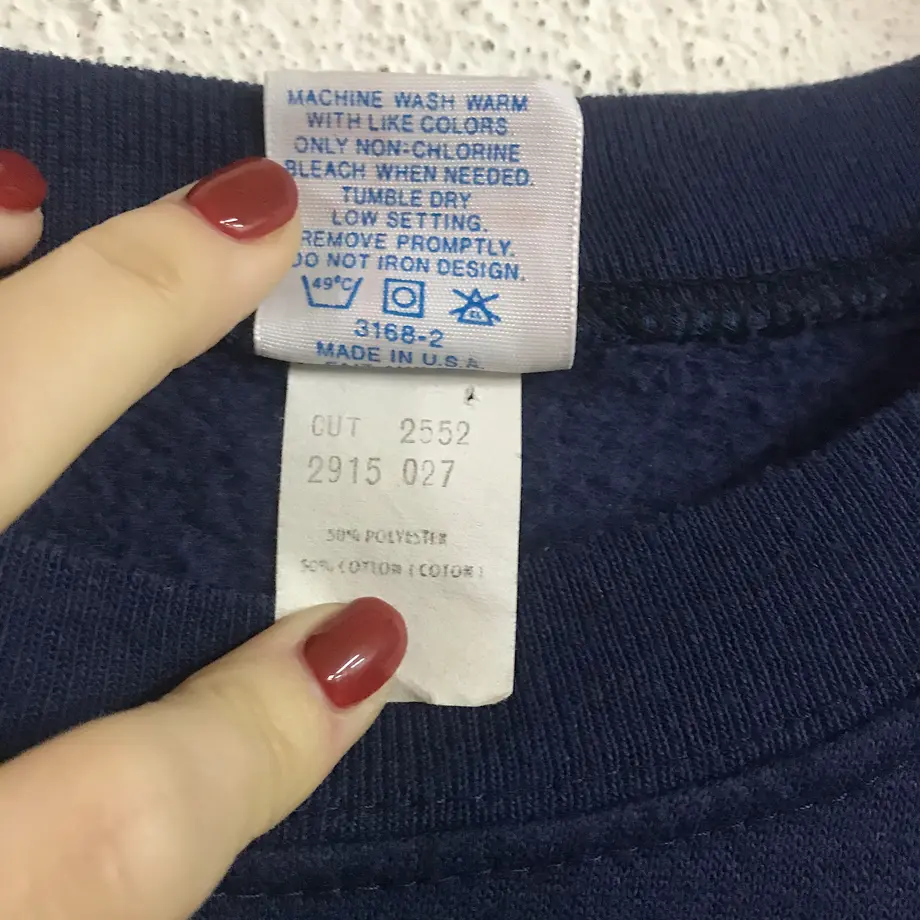 MACHINE WASH WARM
WITH LIKE COLORS
ONLY NON-CHLORINE
BLEACH WHEN NEEDED.
TUMBLE DRY
LOW SETTING.
REMOVE PROMPTLY.
DO NOT IRON DESIGN.
49°C
3168-2
MADE IN U.S.A.
CUT 2552
2915 027
50% POLYESTER
50% COTTON (COTON)